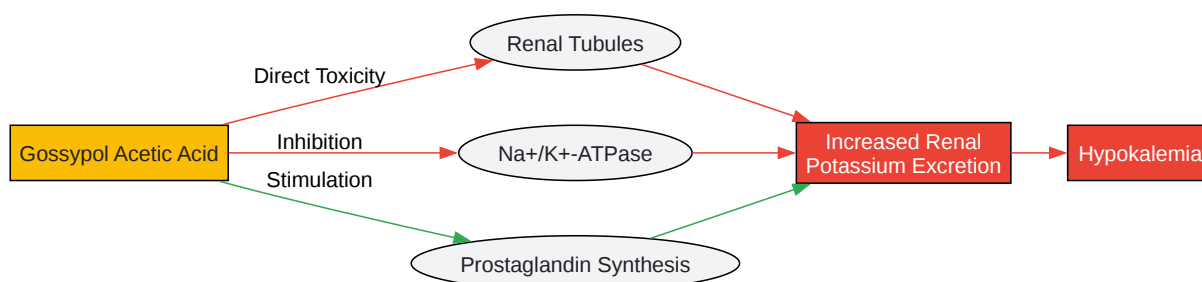 Renal Tubules
Direct Toxicity
Gossypol Acetic Acid
Inhibition
Na+/K+-ATPase
Increased Renal
Potassium Excretion
Hypokalemia
Stimulation
Prostaglandin Synthesis